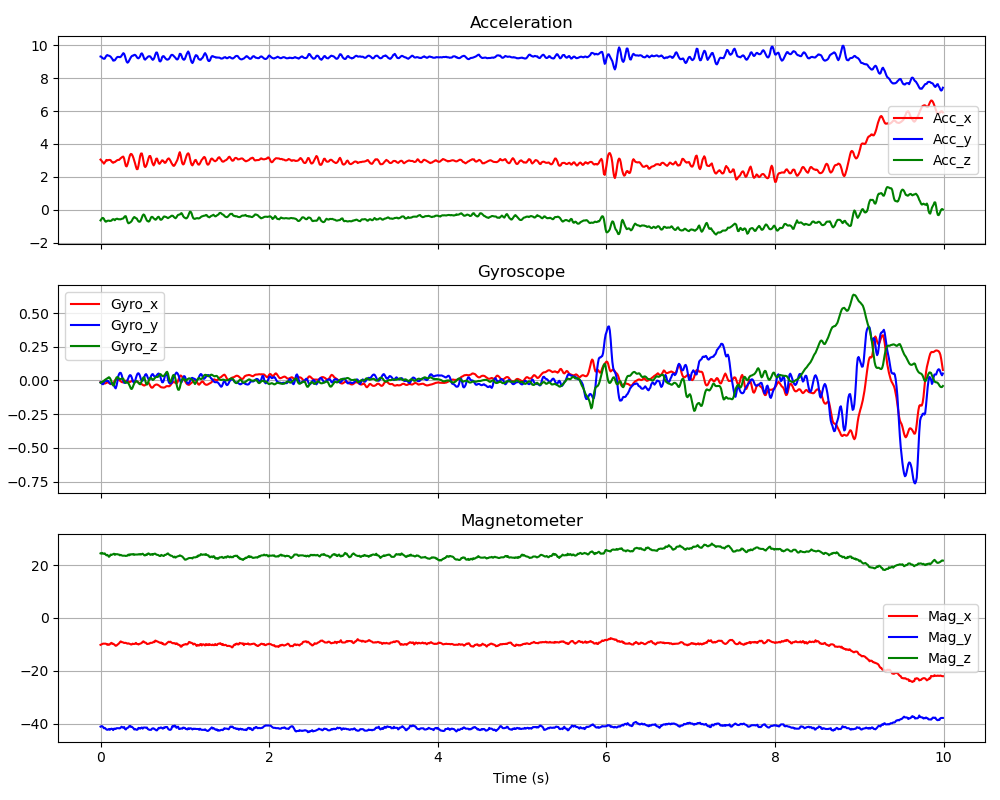 Acceleration
10
8
6
4
2
0
−2
Acc_x
Acc_y
Acc_z
Gyroscope
0.50
0.25
0.00
−0.25
−0.50
−0.75
Gyro_x
Gyro_y
Gyro_z
Magnetometer
20
0
−20
−40
Mag_x
Mag_y
Mag_z
0 2 4 6 8 10
Time (s)